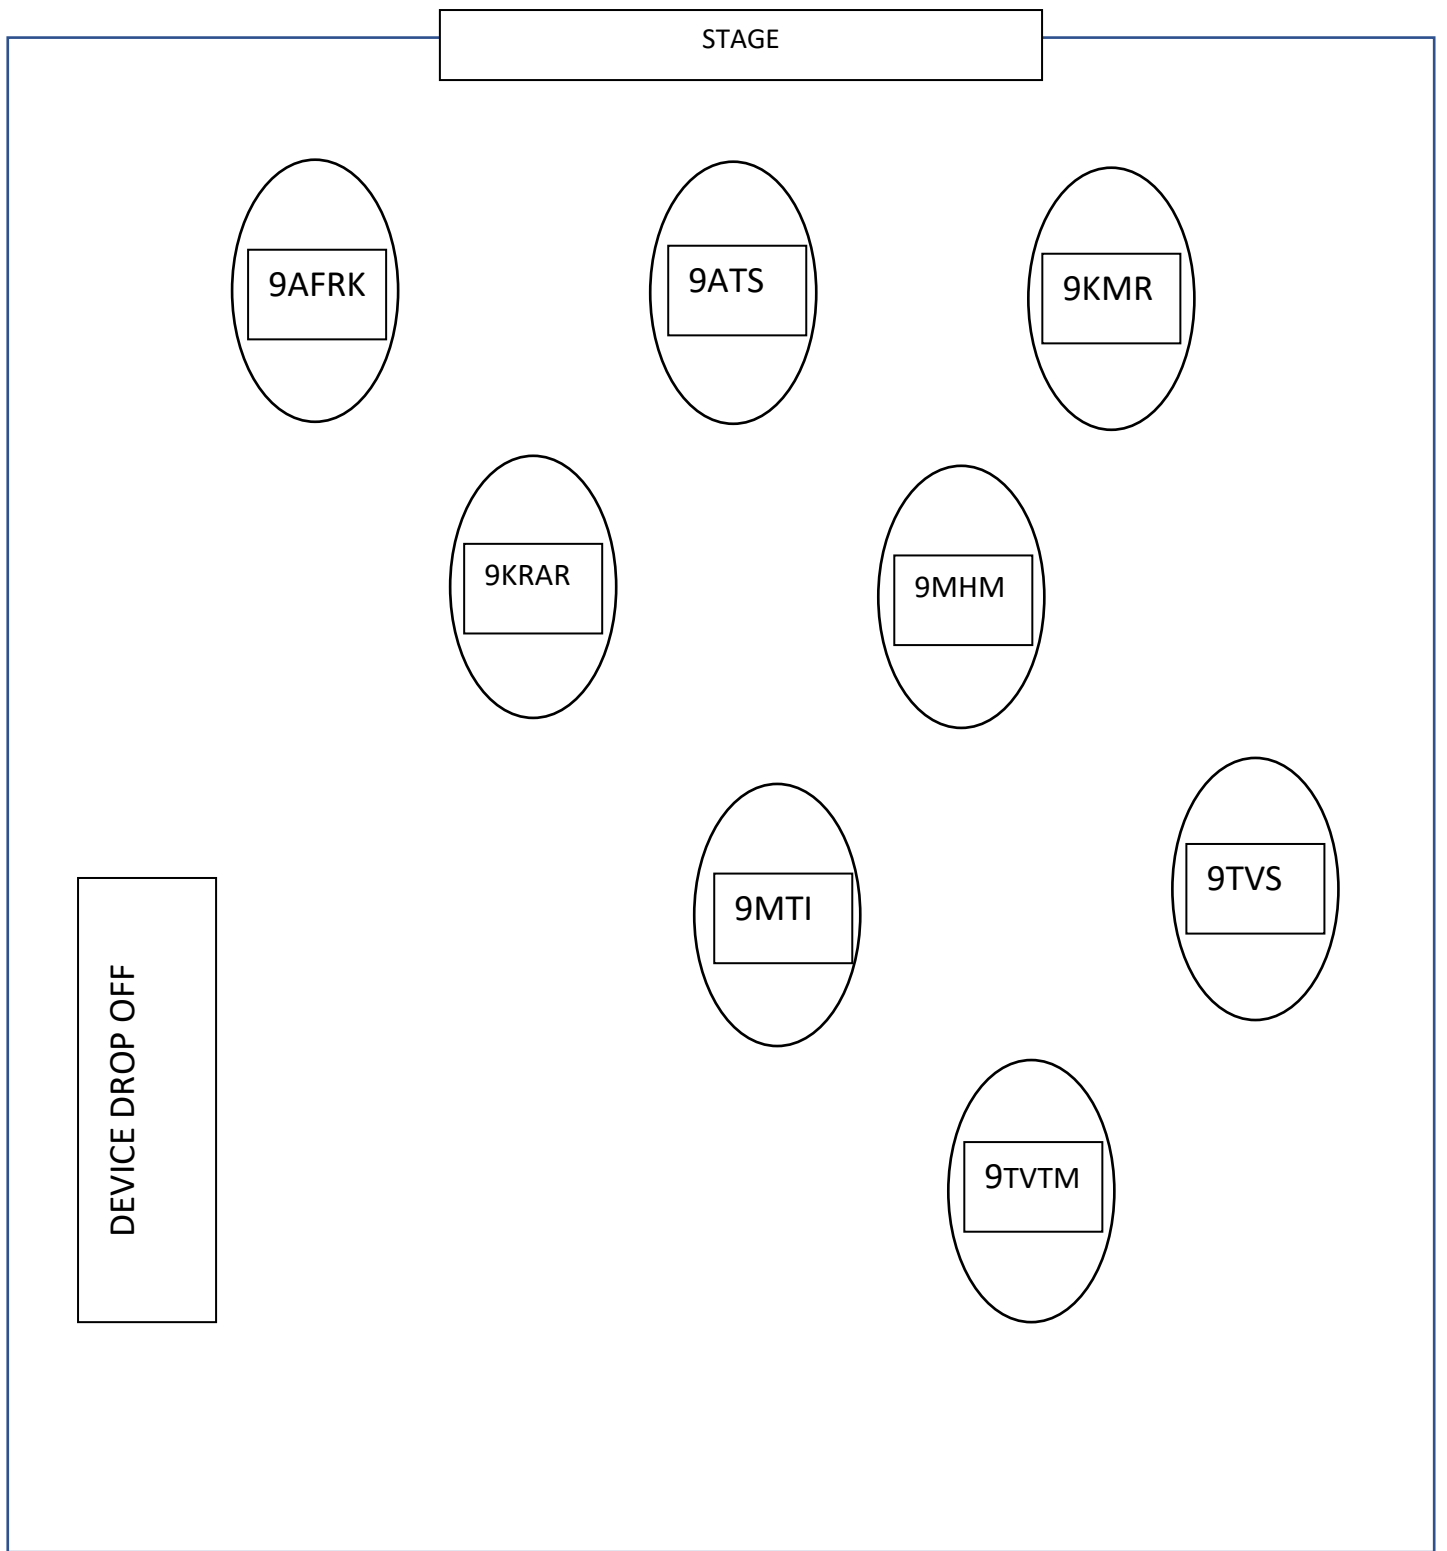 STAGE
9AFRK
9ATS
9KMR
9KRAR
9MHM
9MTI
9TVS
DEVICE DROP OFF
9TVTM